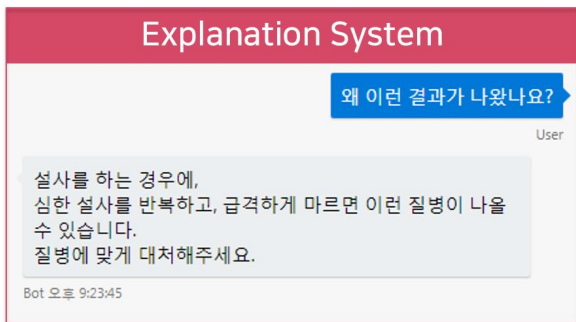 Explanation System
왜 이런 결과가 나왔나요?
User
설사를 하는 경우에,
심한 설사를 반복하고, 급격하게 마르면 이런 질병이 나올
수 있습니다.
질병에 맞게 대처해주세요.
Bot 오후 9:23:45